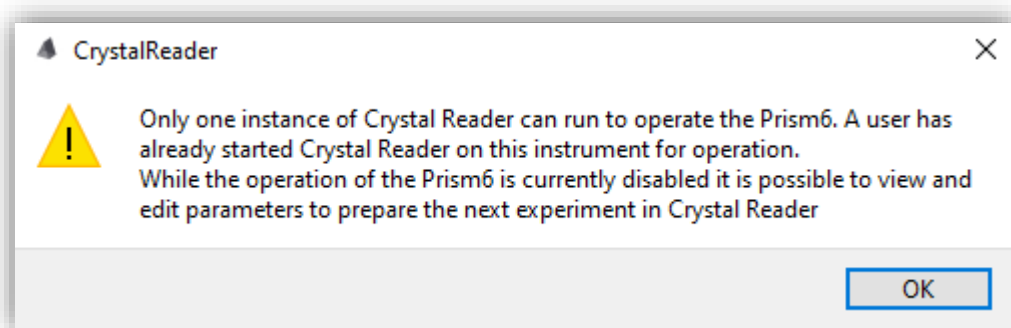 CrystalReader
Only one instance of Crystal Reader can run to operate the Prism6. A user has
already started Crystal Reader on this instrument for operation.
While the operation of the Prism6 is currently disabled it is possible to view and
edit parameters to prepare the next experiment in Crystal Reader
OK